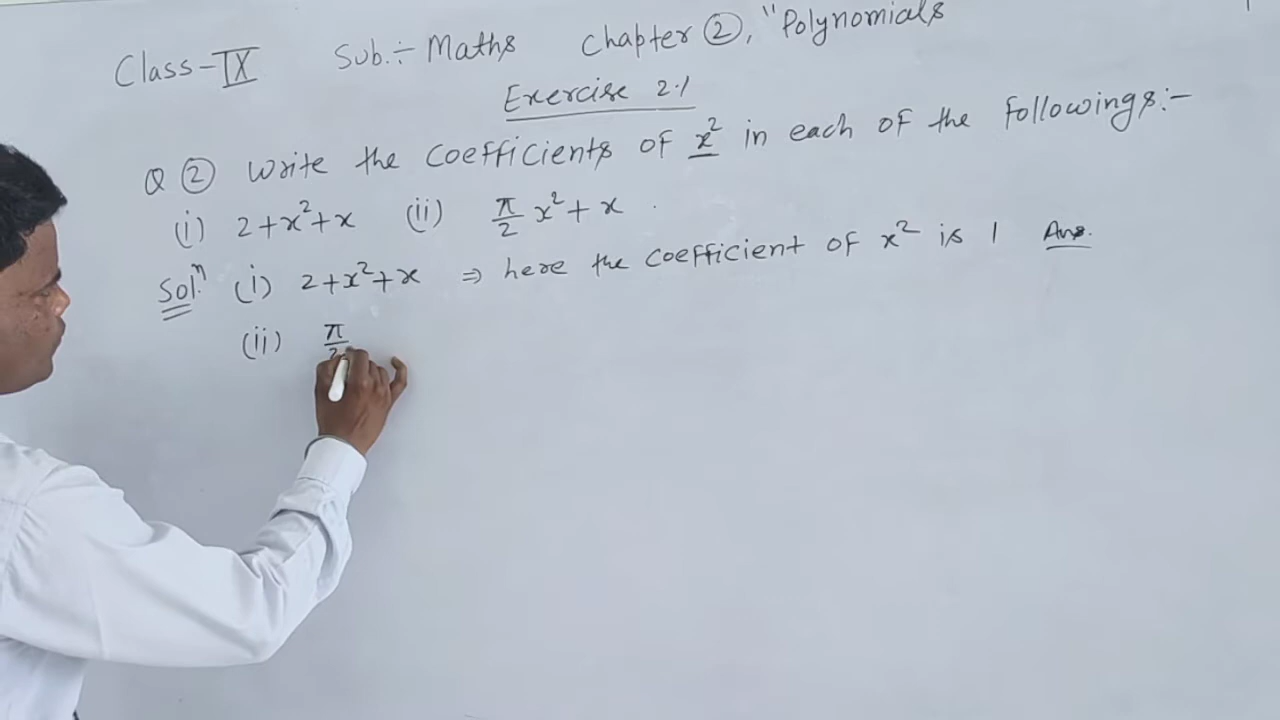 Class-IX Sub.÷ Maths Chapter ②, "Polynomials
Exercise 2.1
Q ② Write the coefficients of x² in each of the followings:-
(i) 2+x²+x (ii) π/2 x²+x .
Solⁿ. (i) 2+x²+x ⇒ here the coefficient of x² is 1 Ans.
(ii) π/2